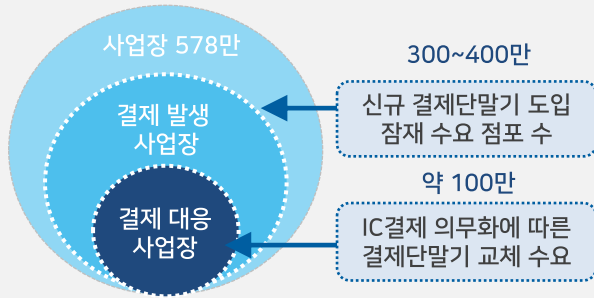 사업장 578만
결제 발생
사업장
결제 대응
사업장
300~400만
신규 결제단말기 도입
잠재 수요 점포 수
약 100만
IC결제 의무화에 따른
결제단말기 교체 수요